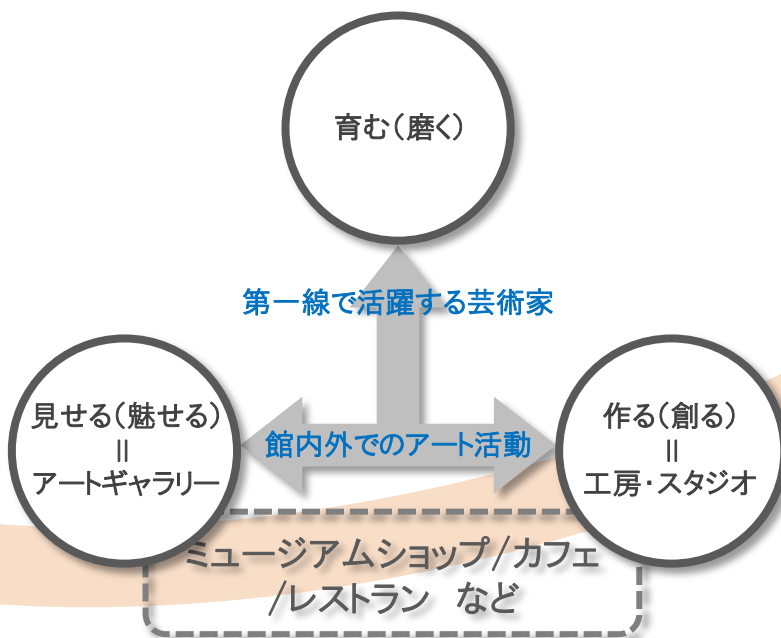 育む（磨く）
第一線で活躍する芸術家
見せる（魅せる）
＝
アートギャラリー
館内外でのアート活動
作る（創る）
＝
工房・スタジオ
ミュージアムショップ/カフェ
/レストラン　など